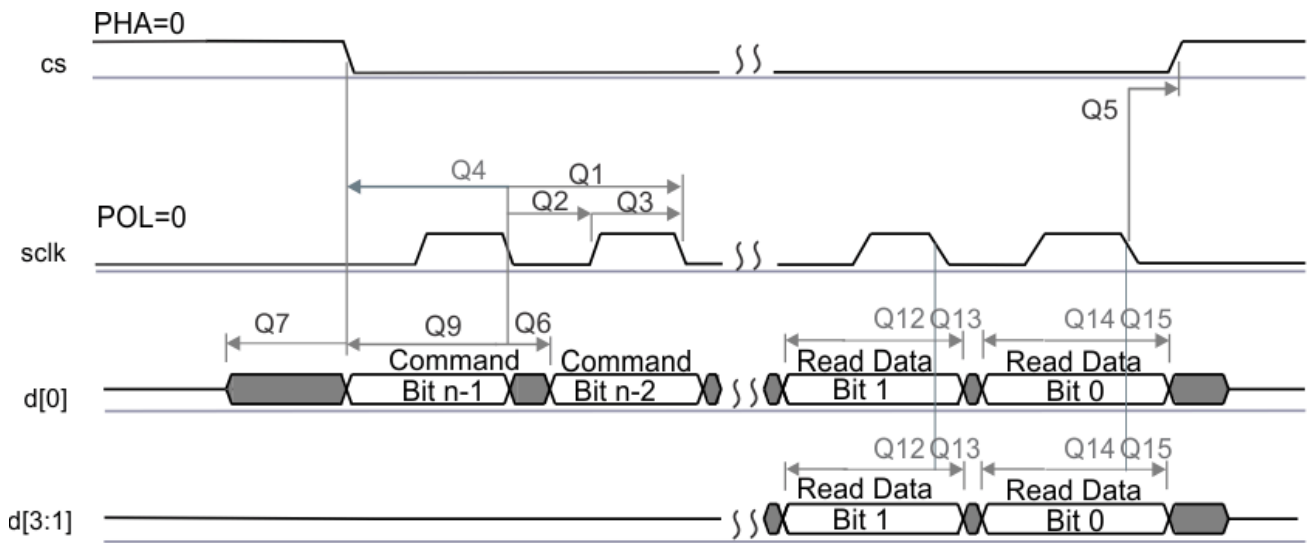 PHA=0
cs
Q5
Q4 Q1
Q2 Q3
POL=0
sclk
Q7 Q9 Q6 Q12 Q13 Q14 Q15
Command Command Read Data Read Data
d[0] Bit n-1 Bit n-2 Bit 1 Bit 0
Q12 Q13 Q14 Q15
Read Data Read Data
d[3:1] Bit 1 Bit 0